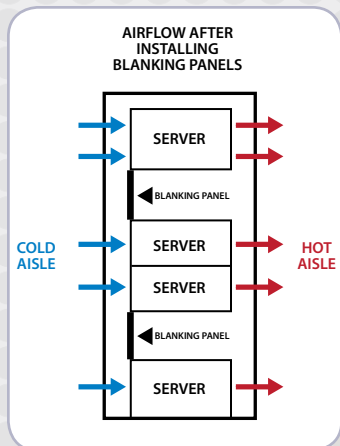 AIRFLOW AFTER
INSTALLING
BLANKING PANELS
SERVER
BLANKING PANEL
COLD
AISLE
SERVER
HOT
AISLE
SERVER
BLANKING PANEL
SERVER